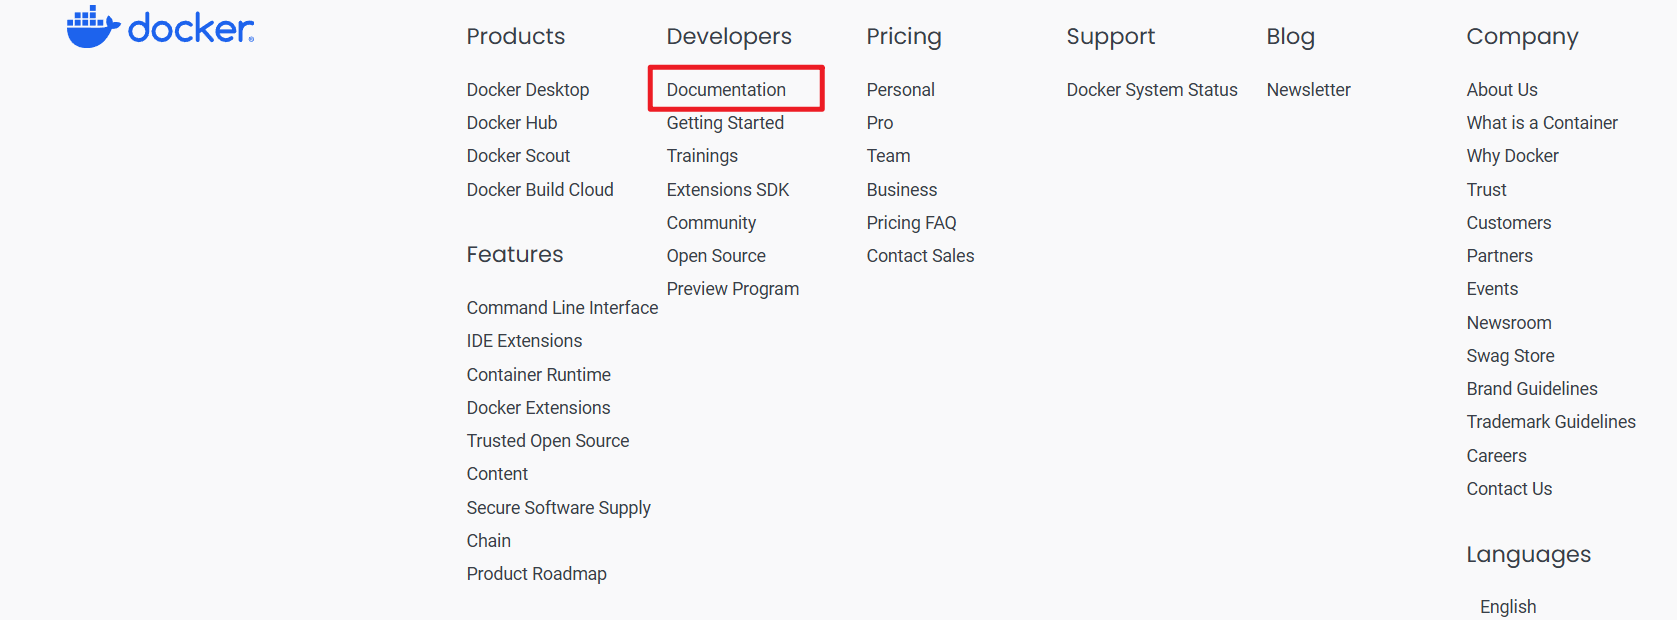 docker
Products
Docker Desktop
Docker Hub
Docker Scout
Docker Build Cloud
Features
Command Line Interface
IDE Extensions
Container Runtime
Docker Extensions
Trusted Open Source
Content
Secure Software Supply
Chain
Product Roadmap
Developers
Documentation
Getting Started
Trainings
Extensions SDK
Community
Open Source
Preview Program
Pricing
Personal
Pro
Team
Business
Pricing FAQ
Contact Sales
Support
Docker System Status
Blog
Newsletter
Company
About Us
What is a Container
Why Docker
Trust
Customers
Partners
Events
Newsroom
Swag Store
Brand Guidelines
Trademark Guidelines
Careers
Contact Us
Languages
English